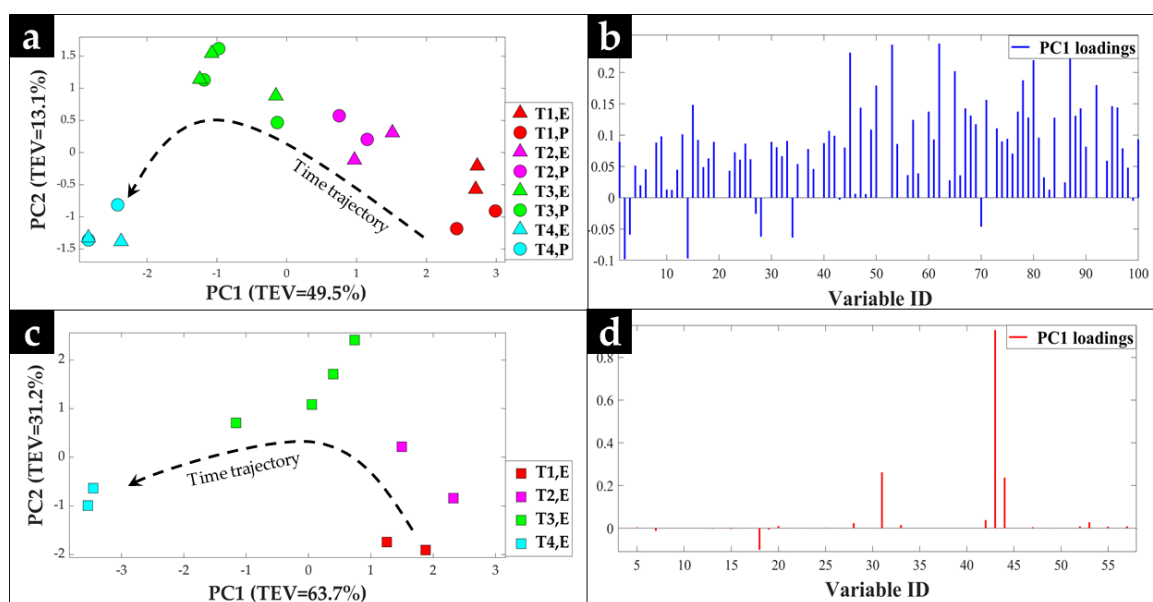 a
PC2 (TEV=13.1%)
1.5
1
0.5
0
-0.5
-1
-1.5
-2
-1
0
1
2
3
PC1 (TEV=49.5%)
Time trajectory
T1,E
T1,P
T2,E
T2,P
T3,E
T3,P
T4,E
T4,P
b
PC1 loadings
0.2
0.15
0.1
0.05
0
-0.05
-0.1
10 20 30 40 50 60 70 80 90 100
Variable ID
c
PC2 (TEV=31.2%)
2
1
0
-1
-2
-3 -2 -1 0 1 2 3
PC1 (TEV=63.7%)
Time trajectory
T1,E
T2,E
T3,E
T4,E
d
PC1 loadings
0.8
0.6
0.4
0.2
0
5 15 25 35 45 55
Variable ID